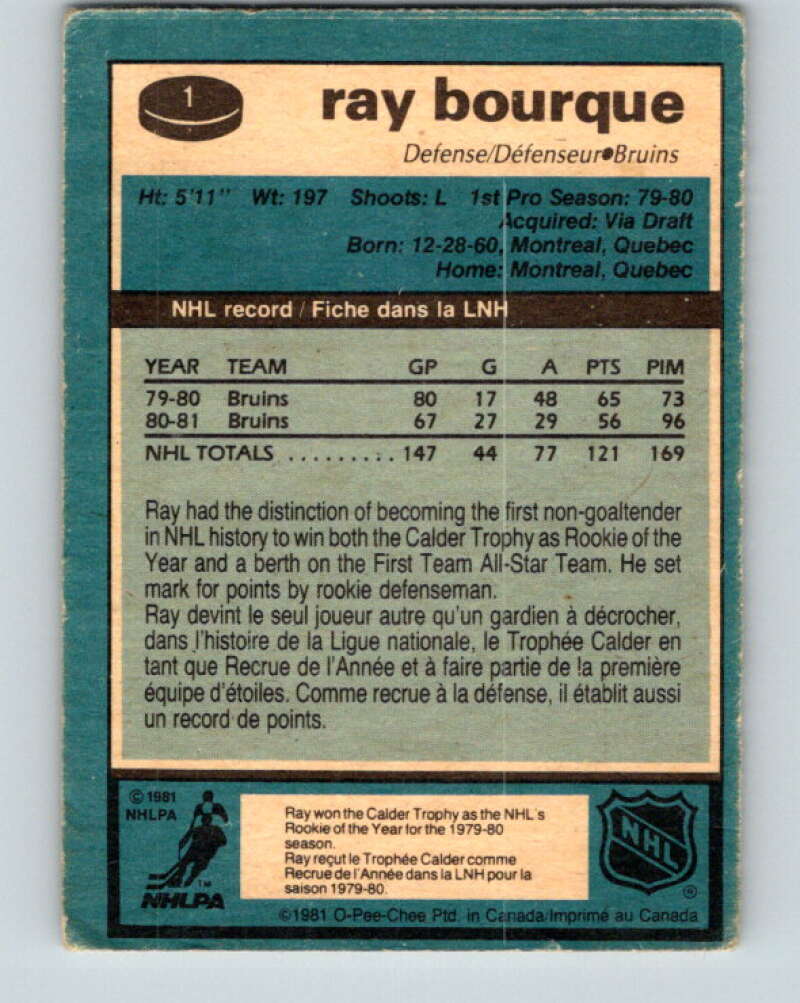 1
ray bourque
Defense/Défenseur●Bruins
Ht: 5'11" Wt: 197 Shoots: L 1st Pro Season: 79-80
Acquired: Via Draft
Born: 12-28-60, Montreal, Quebec
Home: Montreal, Quebec
NHL record / Fiche dans la LNH
YEAR TEAM GP G A PTS PIM
79-80 Bruins 80 17 48 65 73
80-81 Bruins 67 27 29 56 96
NHL TOTALS ......... 147 44 77 121 169
Ray had the distinction of becoming the first non-goaltender
in NHL history to win both the Calder Trophy as Rookie of the
Year and a berth on the First Team All-Star Team. He set
mark for points by rookie defenseman.
Ray devint le seul joueur autre qu'un gardien à décrocher,
dans l'histoire de la Ligue nationale, le Trophée Calder en
tant que Recrue de l'Année et à faire partie de la première
équipe d'étoiles. Comme recrue à la défense, il établit aussi
un record de points.
©1981
NHLPA
TM
NHLPA
Ray won the Calder Trophy as the NHL's
Rookie of the Year for the 1979-80
season.
Ray reçut le Trophée Calder comme
Recrue de l'Année dans la LNH pour la
saison 1979-80.
NHL
®
©1981 O-Pee-Chee Ptd. in Canada/Imprimé au Canada